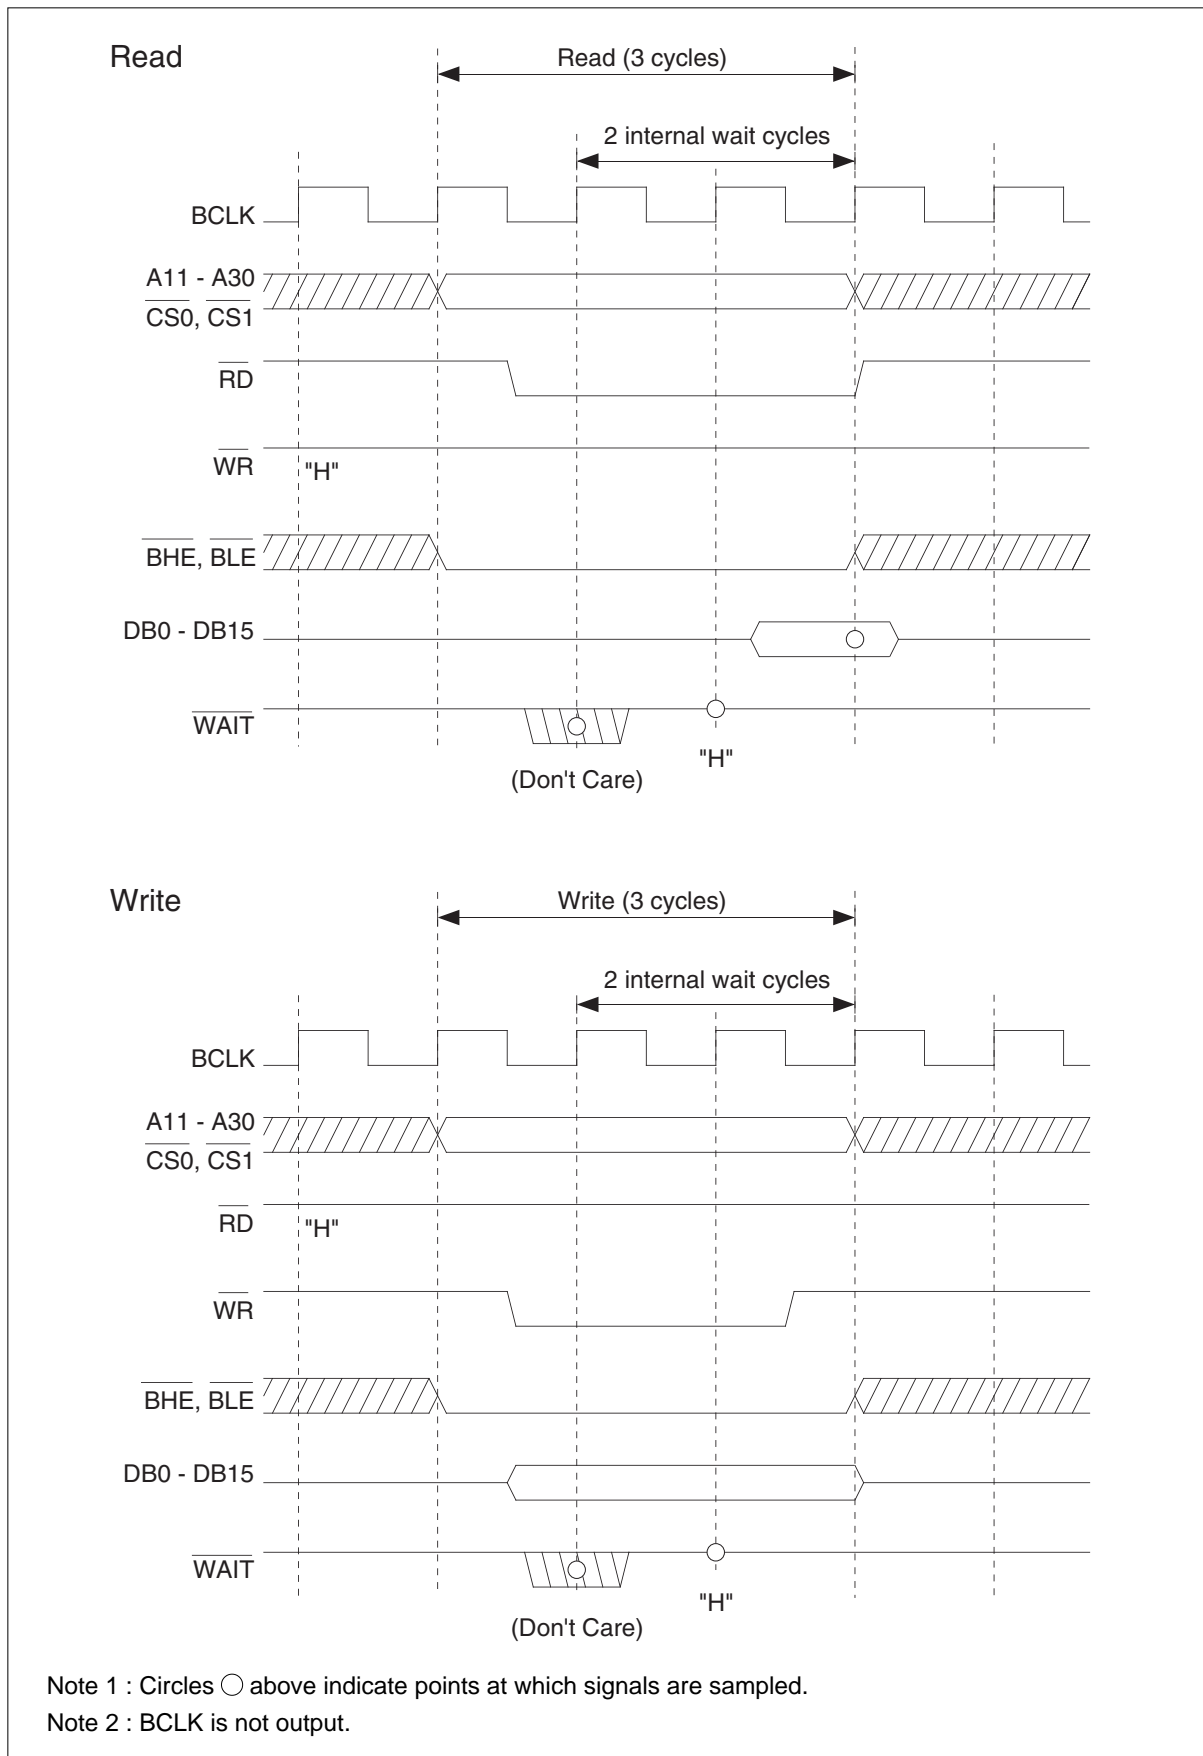 Read
Read (3 cycles)
2 internal wait cycles
BCLK
A11 - A30
CS0, CS1
RD
WR
"H"
BHE, BLE
DB0 - DB15
WAIT
"H"
(Don't Care)
Write
Write (3 cycles)
2 internal wait cycles
BCLK
A11 - A30
CS0, CS1
RD
"H"
WR
BHE, BLE
DB0 - DB15
WAIT
"H"
(Don't Care)
Note 1 : Circles ○ above indicate points at which signals are sampled.
Note 2 : BCLK is not output.